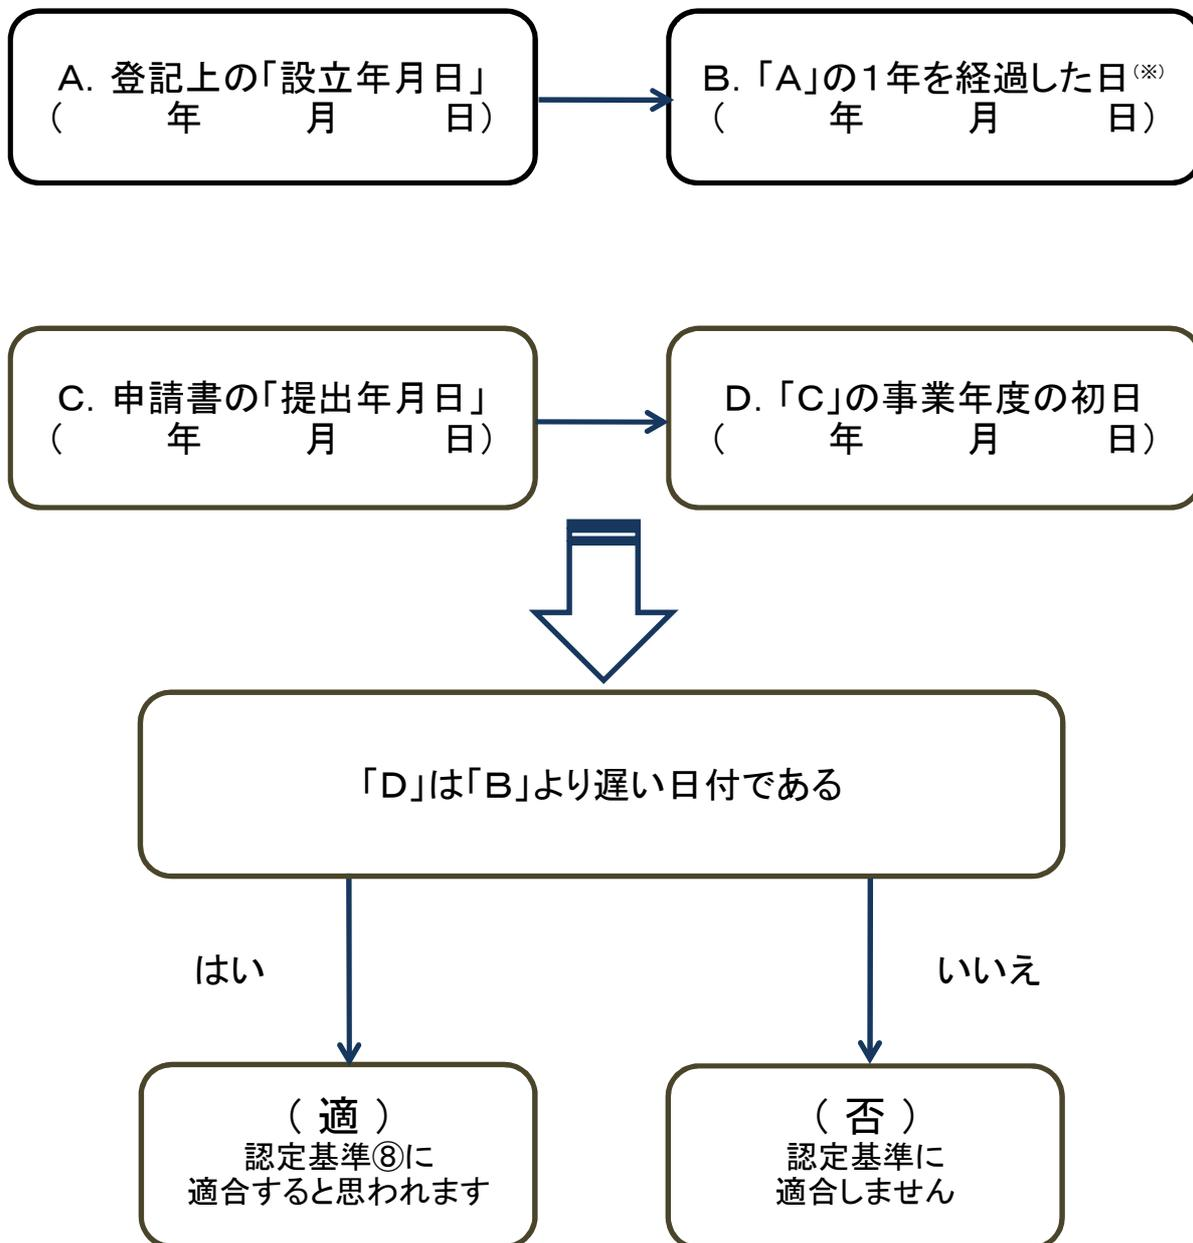 A. 登記上の「設立年月日」
(　　　年　　　月　　　日)
B. 「A」の１年を経過した日(※)
(　　　年　　　月　　　日)
C. 申請書の「提出年月日」
(　　　年　　　月　　　日)
D. 「C」の事業年度の初日
(　　　年　　　月　　　日)
「D」は「B」より遅い日付である
はい
いいえ
( 適 )
認定基準⑧に
適合すると思われます
( 否 )
認定基準に
適合しません